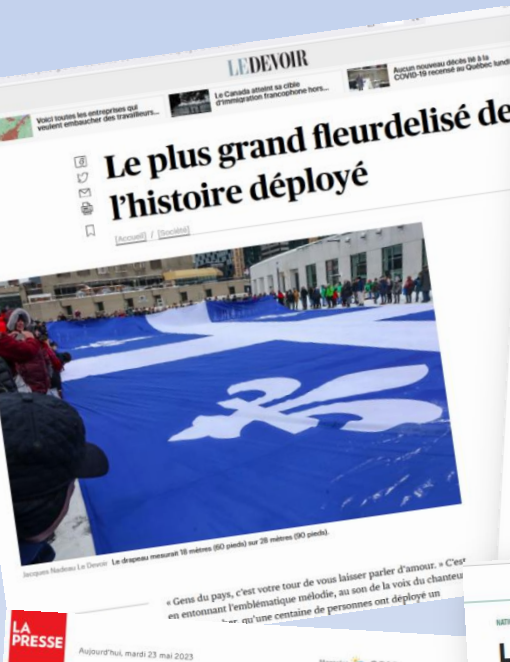 LE DEVOIR
Voici toutes les entreprises qui
veulent embaucher des travailleurs...
Le Canada atteint sa cible
d'immigration francophone hors...
Aucun nouveau décès lié à la
COVID-19 recensé au Québec lundi
Le plus grand fleurdelisé de
l'histoire déployé
[Accueil] / [Société]
Jacques Nadeau Le Devoir Le drapeau mesurait 18 mètres (60 pieds) sur 28 mètres (90 pieds).
« Gens du pays, c'est votre tour de vous laisser parler d'amour. » C'est
en entonnant l'emblématique mélodie, au son de la voix du chanteur
qu'une centaine de personnes ont déployé un
LA
PRESSE
Aujourd'hui, mardi 23 mai 2023